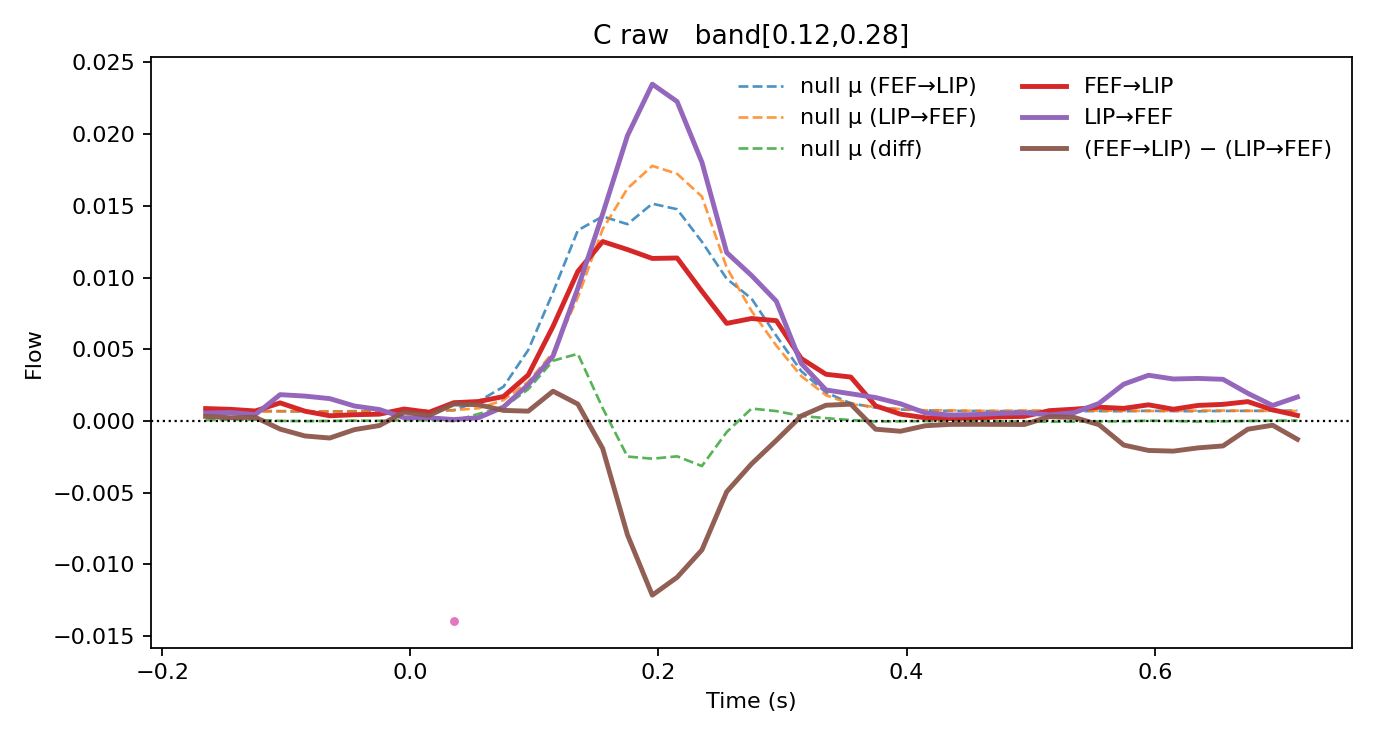 C raw   band[0.12,0.28]
0.025
0.020
0.015
0.010
0.005
0.000
−0.005
−0.010
−0.015
Flow
null μ (FEF→LIP)
null μ (LIP→FEF)
null μ (diff)
FEF→LIP
LIP→FEF
(FEF→LIP) − (LIP→FEF)
−0.2 0.0 0.2 0.4 0.6
Time (s)